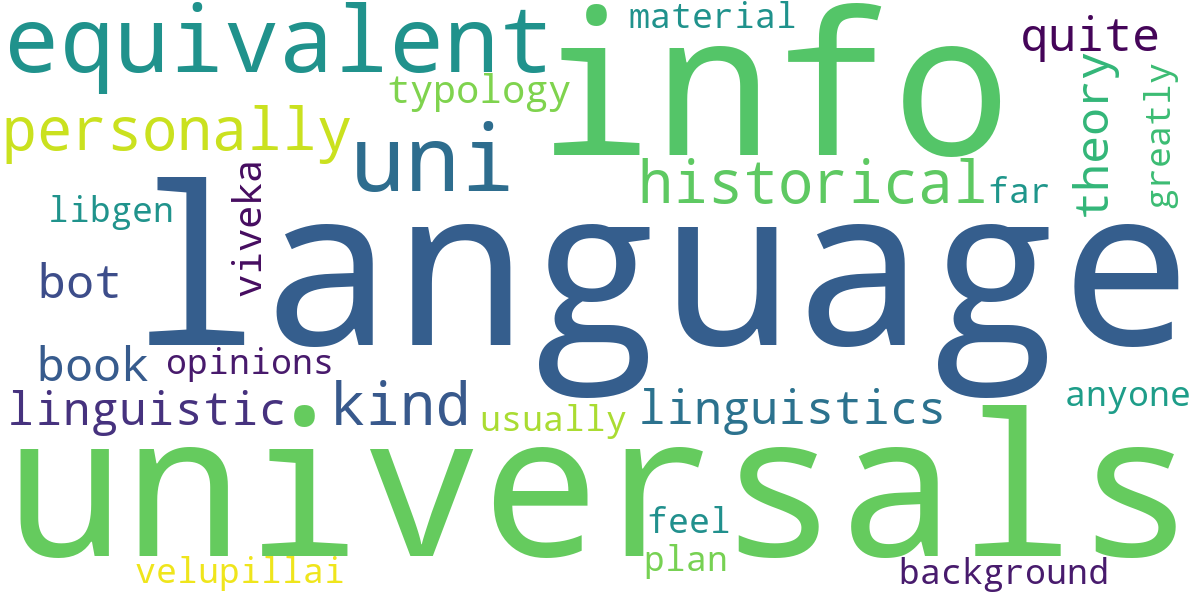 equivalent
info
material
quite
typology
theory
greatly
personally
uni
historical
far
viveka
libgen
language
bot
book
opinions
linguistic
kind
usually
linguistics
anyone
universals
feel
plan
velupillai
background